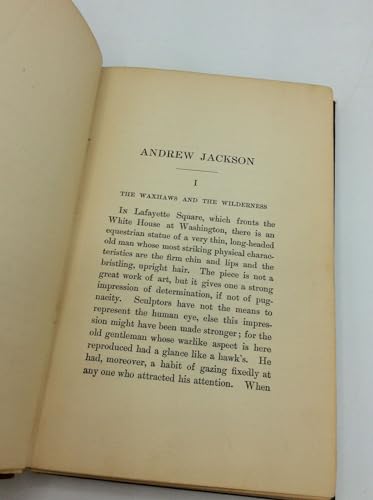 ANDREW JACKSON
I
THE WAXHAWS AND THE WILDERNESS
IN Lafayette Square, which fronts the
White House at Washington, there is an
equestrian statue of a very thin, long-headed
old man whose most striking physical charac-
teristics are the firm chin and lips and the
bristling, upright hair. The piece is not a
great work of art, but it gives one a strong
impression of determination, if not of pug-
nacity. Sculptors have not the means to
represent the human eye, else this impres-
sion might have been made stronger; for the
old gentleman whose warlike aspect is here
reproduced had a glance like a hawk's. He
had, moreover, a habit of gazing fixedly at
any one who attracted his attention. When